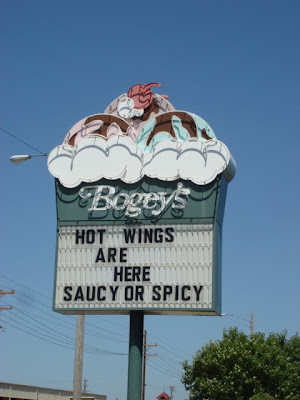 Bogey's
HOT WINGS
ARE
HERE
SAUCY OR SPICY